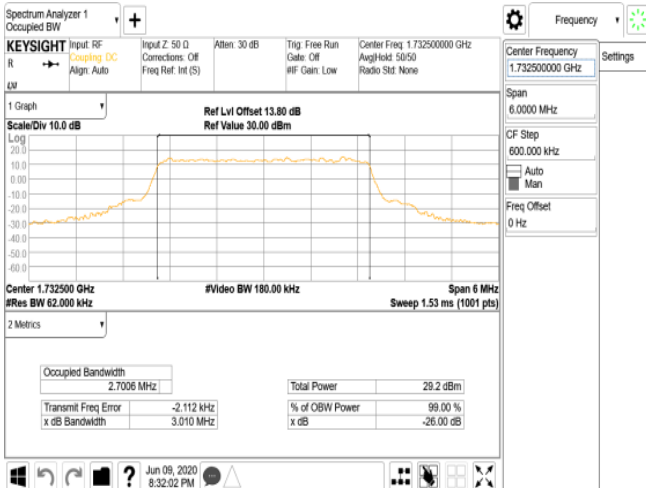 Spectrum Analyzer 1
Occupied BW
Frequency
KEYSIGHT
R
LXI
Input: RF
Coupling: DC
Align: Auto
Input Z: 50 Ω
Corrections: Off
Freq Ref: Int (S)
Atten: 30 dB
Trig: Free Run
Gate: Off
#IF Gain: Low
Center Freq: 1.732500000 GHz
Avg|Hold: 50/50
Radio Std: None
1 Graph
Scale/Div 10.0 dB
Ref Lvl Offset 13.80 dB
Ref Value 30.00 dBm
Log
20.0
10.0
0.00
-10.0
-20.0
-30.0
-40.0
-50.0
-60.0
Center 1.732500 GHz
#Res BW 62.000 kHz
#Video BW 180.00 kHz
Span 6 MHz
Sweep 1.53 ms (1001 pts)
2 Metrics
Occupied Bandwidth
2.7006 MHz
Transmit Freq Error -2.112 kHz
x dB Bandwidth 3.010 MHz
Total Power 29.2 dBm
% of OBW Power 99.00 %
x dB -26.00 dB
Jun 09, 2020
8:32:02 PM
Center Frequency
1.732500000 GHz
Settings
Span
6.0000 MHz
CF Step
600.000 kHz
Auto
Man
Freq Offset
0 Hz